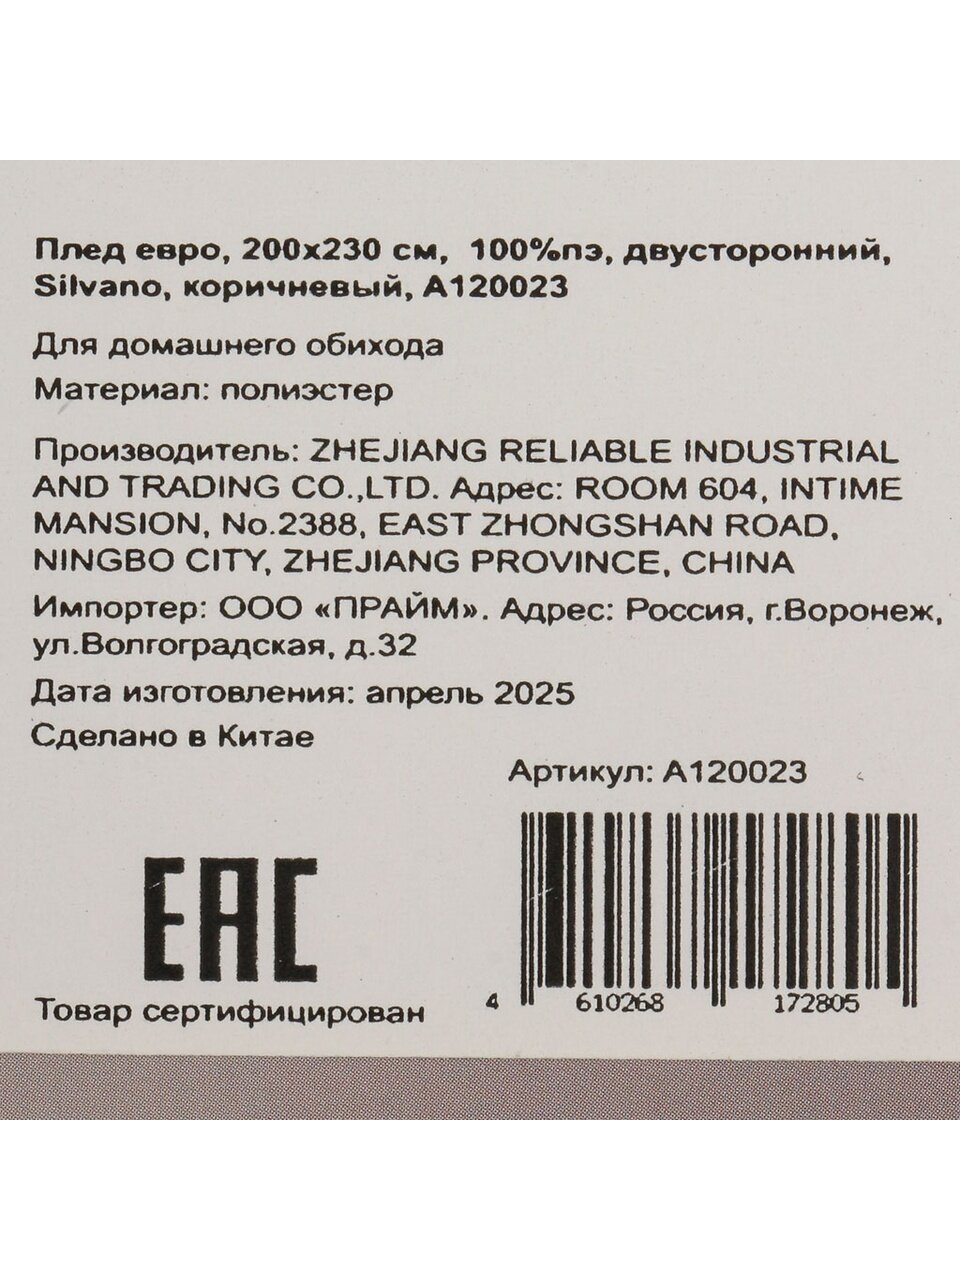 Плед евро, 200х230 см, 100%пэ, двусторонний,
Silvano, коричневый, А120023
Для домашнего обихода
Материал: полиэстер
Производитель: ZHEJIANG RELIABLE INDUSTRIAL
AND TRADING CO.,LTD. Адрес: ROOM 604, INTIME
MANSION, No.2388, EAST ZHONGSHAN ROAD,
NINGBO CITY, ZHEJIANG PROVINCE, CHINA
Импортер: ООО «ПРАЙМ». Адрес: Россия, г.Воронеж,
ул.Волгоградская, д.32
Дата изготовления: апрель 2025
Сделано в Китае
Артикул: А120023
EAC
Товар сертифицирован
4 610268 172805